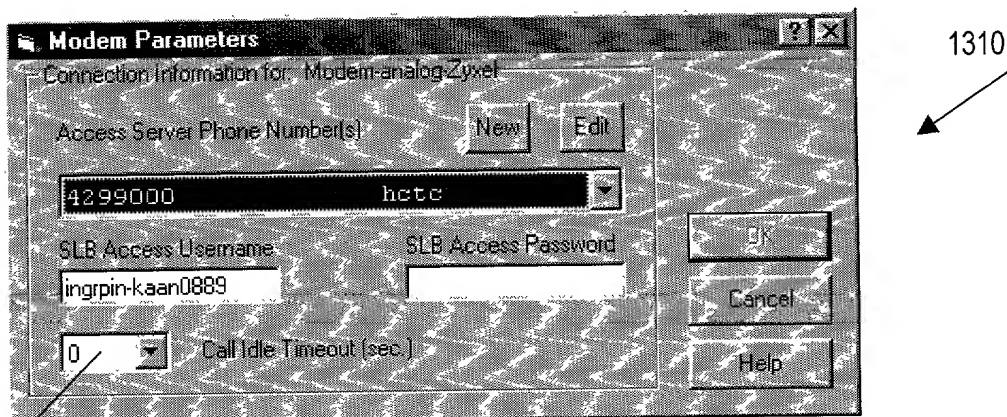 Modem Parameters
1310
Connection Information for: Modem-analog-Zyxel
Access Server Phone Number(s)
New
Edit
4299000 hctc
SLB Access Username
SLB Access Password
OK
ingrpin-kaan0889
Cancel
0
Call Idle Timeout (sec.)
Help